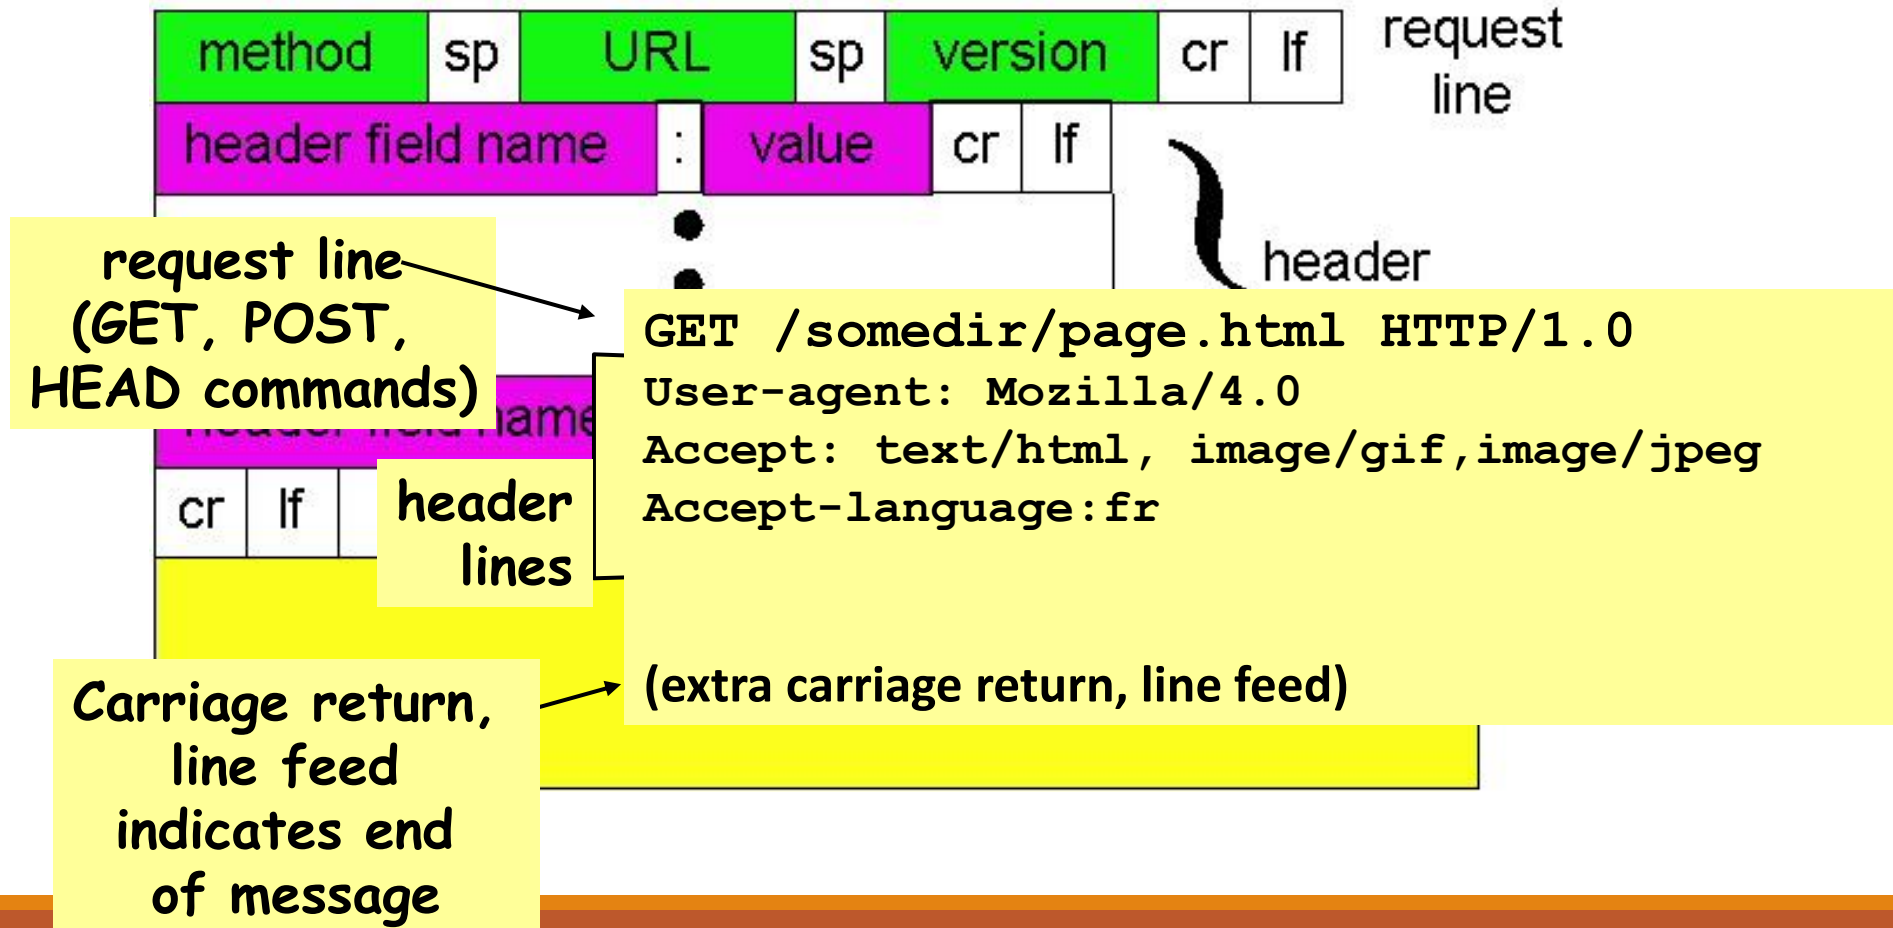 method sp URL sp version cr lf
request
line
header field name : value cr lf
header
request line
(GET, POST,
HEAD commands)
GET /somedir/page.html HTTP/1.0
User-agent: Mozilla/4.0
Accept: text/html, image/gif,image/jpeg
Accept-language:fr
header field name
cr lf
header
lines
(extra carriage return, line feed)
Carriage return,
line feed
indicates end
of message